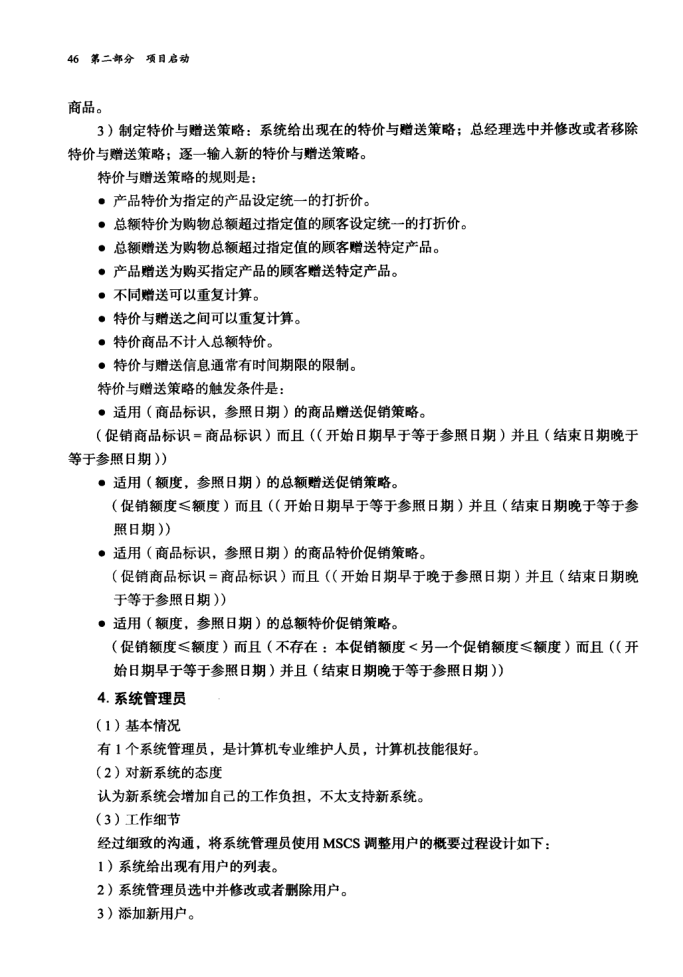 46 第二部分 项目启动
商品。
3）制定特价与赠送策略：系统给出现在的特价与赠送策略；总经理选中并修改或者移除
特价与赠送策略；逐一输入新的特价与赠送策略。
特价与赠送策略的规则是：
● 产品特价为指定的产品设定统一的打折价。
● 总额特价为购物总额超过指定值的顾客设定统一的打折价。
● 总额赠送为购物总额超过指定值的顾客赠送特定产品。
● 产品赠送为购买指定产品的顾客赠送特定产品。
● 不同赠送可以重复计算。
● 特价与赠送之间可以重复计算。
● 特价商品不计入总额特价。
● 特价与赠送信息通常有时间期限的限制。
特价与赠送策略的触发条件是：
● 适用（商品标识，参照日期）的商品赠送促销策略。
（促销商品标识 = 商品标识）而且（（开始日期早于等于参照日期）并且（结束日期晚于
等于参照日期））
● 适用（额度，参照日期）的总额赠送促销策略。
（促销额度≤额度）而且（（开始日期早于等于参照日期）并且（结束日期晚于等于参
照日期））
● 适用（商品标识，参照日期）的商品特价促销策略。
（促销商品标识 = 商品标识）而且（（开始日期早于晚于参照日期）并且（结束日期晚
于等于参照日期））
● 适用（额度，参照日期）的总额特价促销策略。
（促销额度≤额度）而且（不存在：本促销额度 < 另一个促销额度≤额度）而且（（开
始日期早于等于参照日期）并且（结束日期晚于等于参照日期））
4. 系统管理员
（1）基本情况
有 1 个系统管理员，是计算机专业维护人员，计算机技能很好。
（2）对新系统的态度
认为新系统会增加自己的工作负担，不太支持新系统。
（3）工作细节
经过细致的沟通，将系统管理员使用 MSCS 调整用户的概要过程设计如下：
1）系统给出现有用户的列表。
2）系统管理员选中并修改或者删除用户。
3）添加新用户。